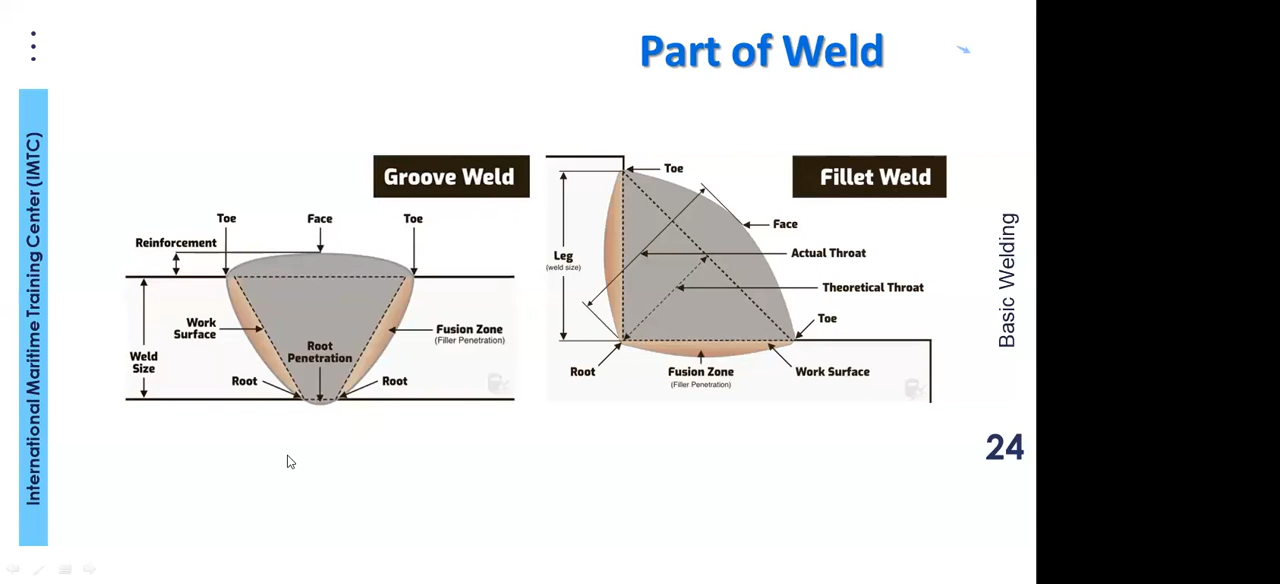 Part of Weld
International Maritime Training Center (IMTC)
Groove Weld
Toe
Face
Toe
Reinforcement
Work
Surface
Fusion Zone
(Filler Penetration)
Root
Penetration
Weld
Size
Root
Root
Fillet Weld
Toe
Face
Actual Throat
Leg
(weld size)
Theoretical Throat
Toe
Root
Fusion Zone
(Filler Penetration)
Work Surface
Basic Welding
24